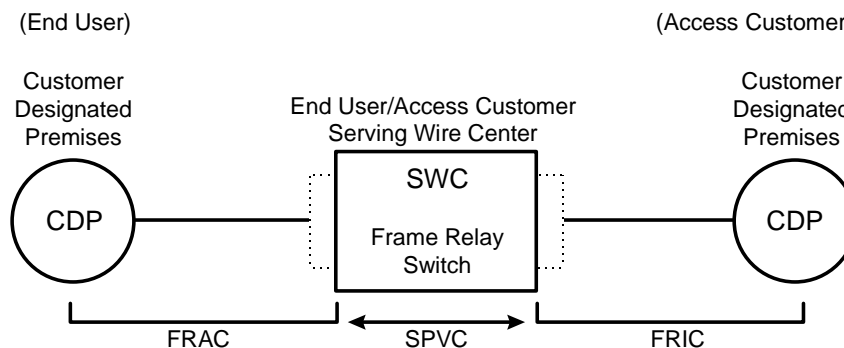 (End User)
(Access Customer
Customer
Designated
Premises
End User/Access Customer
Serving Wire Center
Customer
Designated
Premises
CDP
SWC
Frame Relay
Switch
CDP
FRAC
SPVC
FRIC